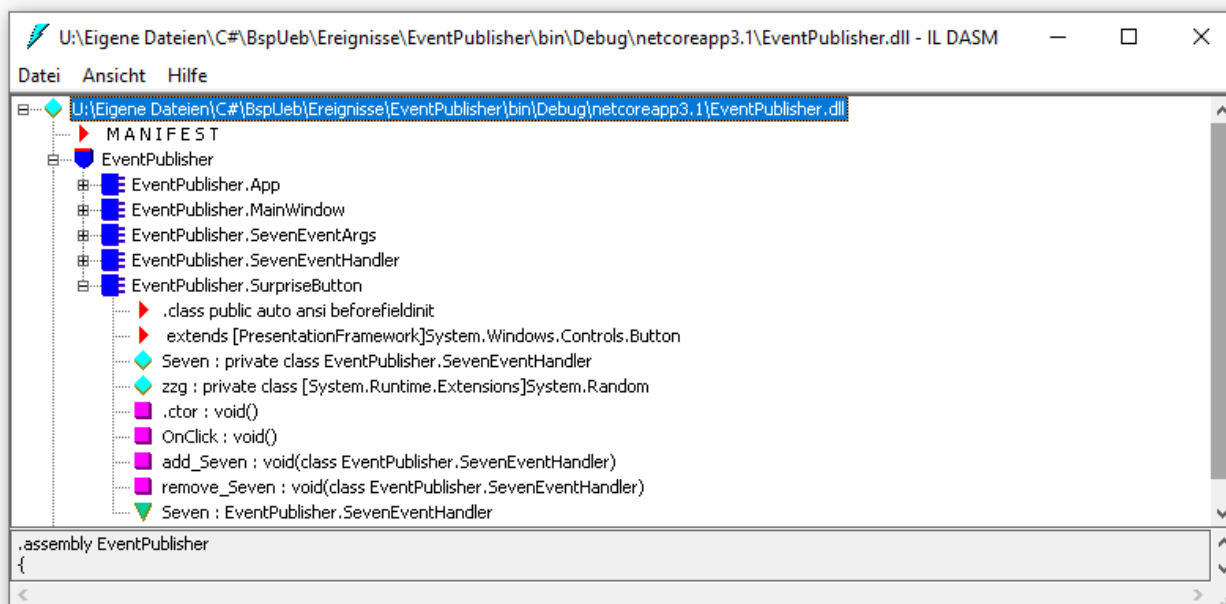 U:\Eigene Dateien\C#\BspUeb\Ereignisse\EventPublisher\bin\Debug\netcoreapp3.1\EventPublisher.dll - IL DASM
Datei Ansicht Hilfe
U:\Eigene Dateien\C#\BspUeb\Ereignisse\EventPublisher\bin\Debug\netcoreapp3.1\EventPublisher.dll
M A N I F E S T
EventPublisher
EventPublisher.App
EventPublisher.MainWindow
EventPublisher.SevenEventArgs
EventPublisher.SevenEventHandler
EventPublisher.SurpriseButton
.class public auto ansi beforefieldinit
extends [PresentationFramework]System.Windows.Controls.Button
Seven : private class EventPublisher.SevenEventHandler
zzg : private class [System.Runtime.Extensions]System.Random
.ctor : void()
OnClick : void()
add_Seven : void(class EventPublisher.SevenEventHandler)
remove_Seven : void(class EventPublisher.SevenEventHandler)
Seven : EventPublisher.SevenEventHandler
.assembly EventPublisher
{